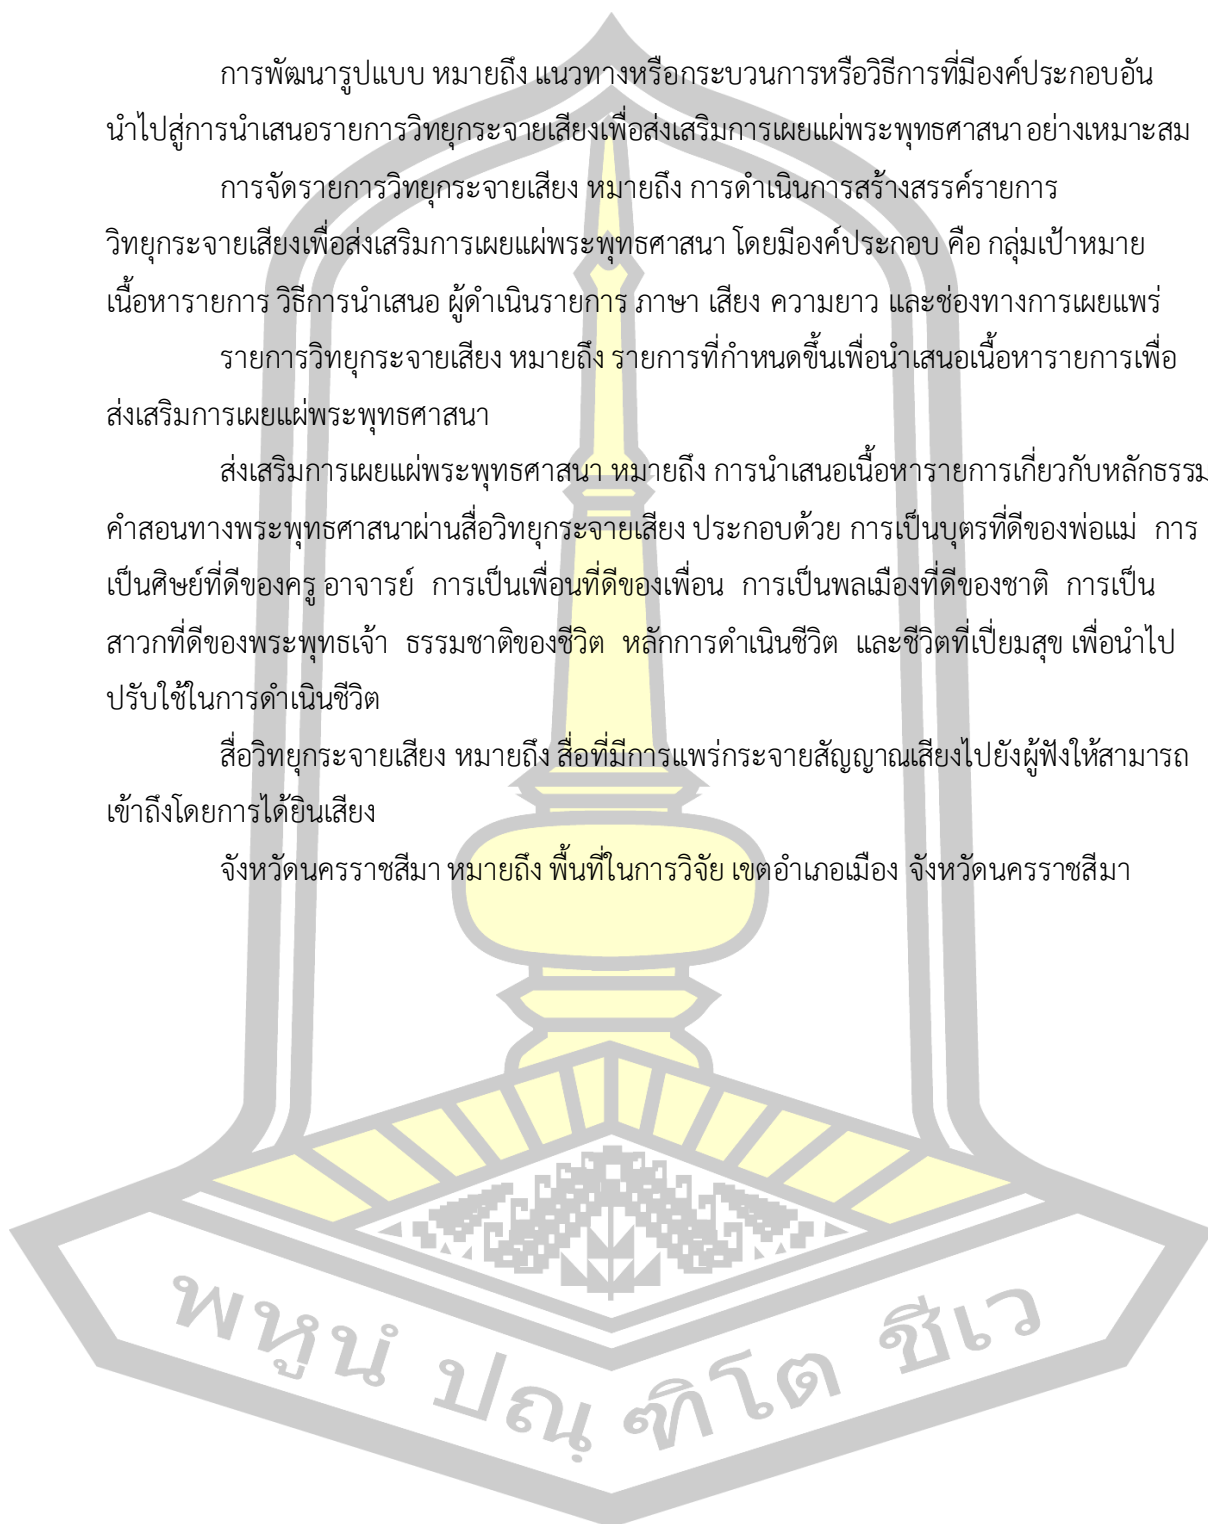 การพัฒนารูปแบบ หมายถึง แนวทางหรือกระบวนการหรือวิธีการที่มีองค์ประกอบอัน
นำไปสู่การนำเสนอรายการวิทยุกระจายเสียงเพื่อส่งเสริมการเผยแผ่พระพุทธศาสนาอย่างเหมาะสม
การจัดรายการวิทยุกระจายเสียง หมายถึง การดำเนินการสร้างสรรค์รายการ
วิทยุกระจายเสียงเพื่อส่งเสริมการเผยแผ่พระพุทธศาสนา โดยมีองค์ประกอบ คือ กลุ่มเป้าหมาย
เนื้อหารายการ วิธีการนำเสนอ ผู้ดำเนินรายการ ภาษา เสียง ความยาว และช่องทางการเผยแพร่
รายการวิทยุกระจายเสียง หมายถึง รายการที่กำหนดขึ้นเพื่อนำเสนอเนื้อหารายการเพื่อ
ส่งเสริมการเผยแผ่พระพุทธศาสนา
ส่งเสริมการเผยแผ่พระพุทธศาสนา หมายถึง การนำเสนอเนื้อหารายการเกี่ยวกับหลักธรรม
คำสอนทางพระพุทธศาสนาผ่านสื่อวิทยุกระจายเสียง ประกอบด้วย การเป็นบุตรที่ดีของพ่อแม่ การ
เป็นศิษย์ที่ดีของครู อาจารย์ การเป็นเพื่อนที่ดีของเพื่อน การเป็นพลเมืองที่ดีของชาติ การเป็น
สาวกที่ดีของพระพุทธเจ้า ธรรมชาติของชีวิต หลักการดำเนินชีวิต และชีวิตที่เปี่ยมสุข เพื่อนำไป
ปรับใช้ในการดำเนินชีวิต
สื่อวิทยุกระจายเสียง หมายถึง สื่อที่มีการแพร่กระจายสัญญาณเสียงไปยังผู้ฟังให้สามารถ
เข้าถึงโดยการได้ยินเสียง
จังหวัดนครราชสีมา หมายถึง พื้นที่ในการวิจัย เขตอำเภอเมือง จังหวัดนครราชสีมา
พหูนํ ปณฺฑิโต ชีเว